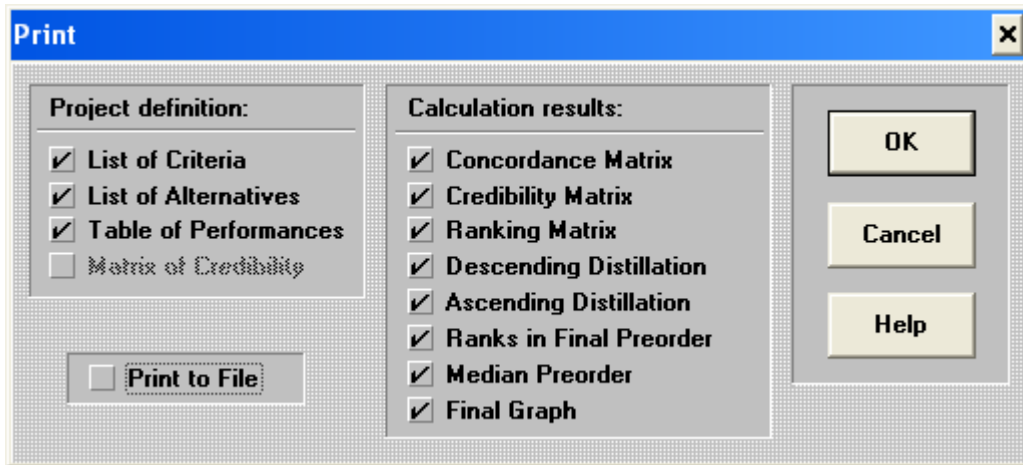 Print
Project definition:
List of Criteria
List of Alternatives
Table of Performances
Matrix of Credibility
Print to File
Calculation results:
Concordance Matrix
Credibility Matrix
Ranking Matrix
Descending Distillation
Ascending Distillation
Ranks in Final Preorder
Median Preorder
Final Graph
OK
Cancel
Help